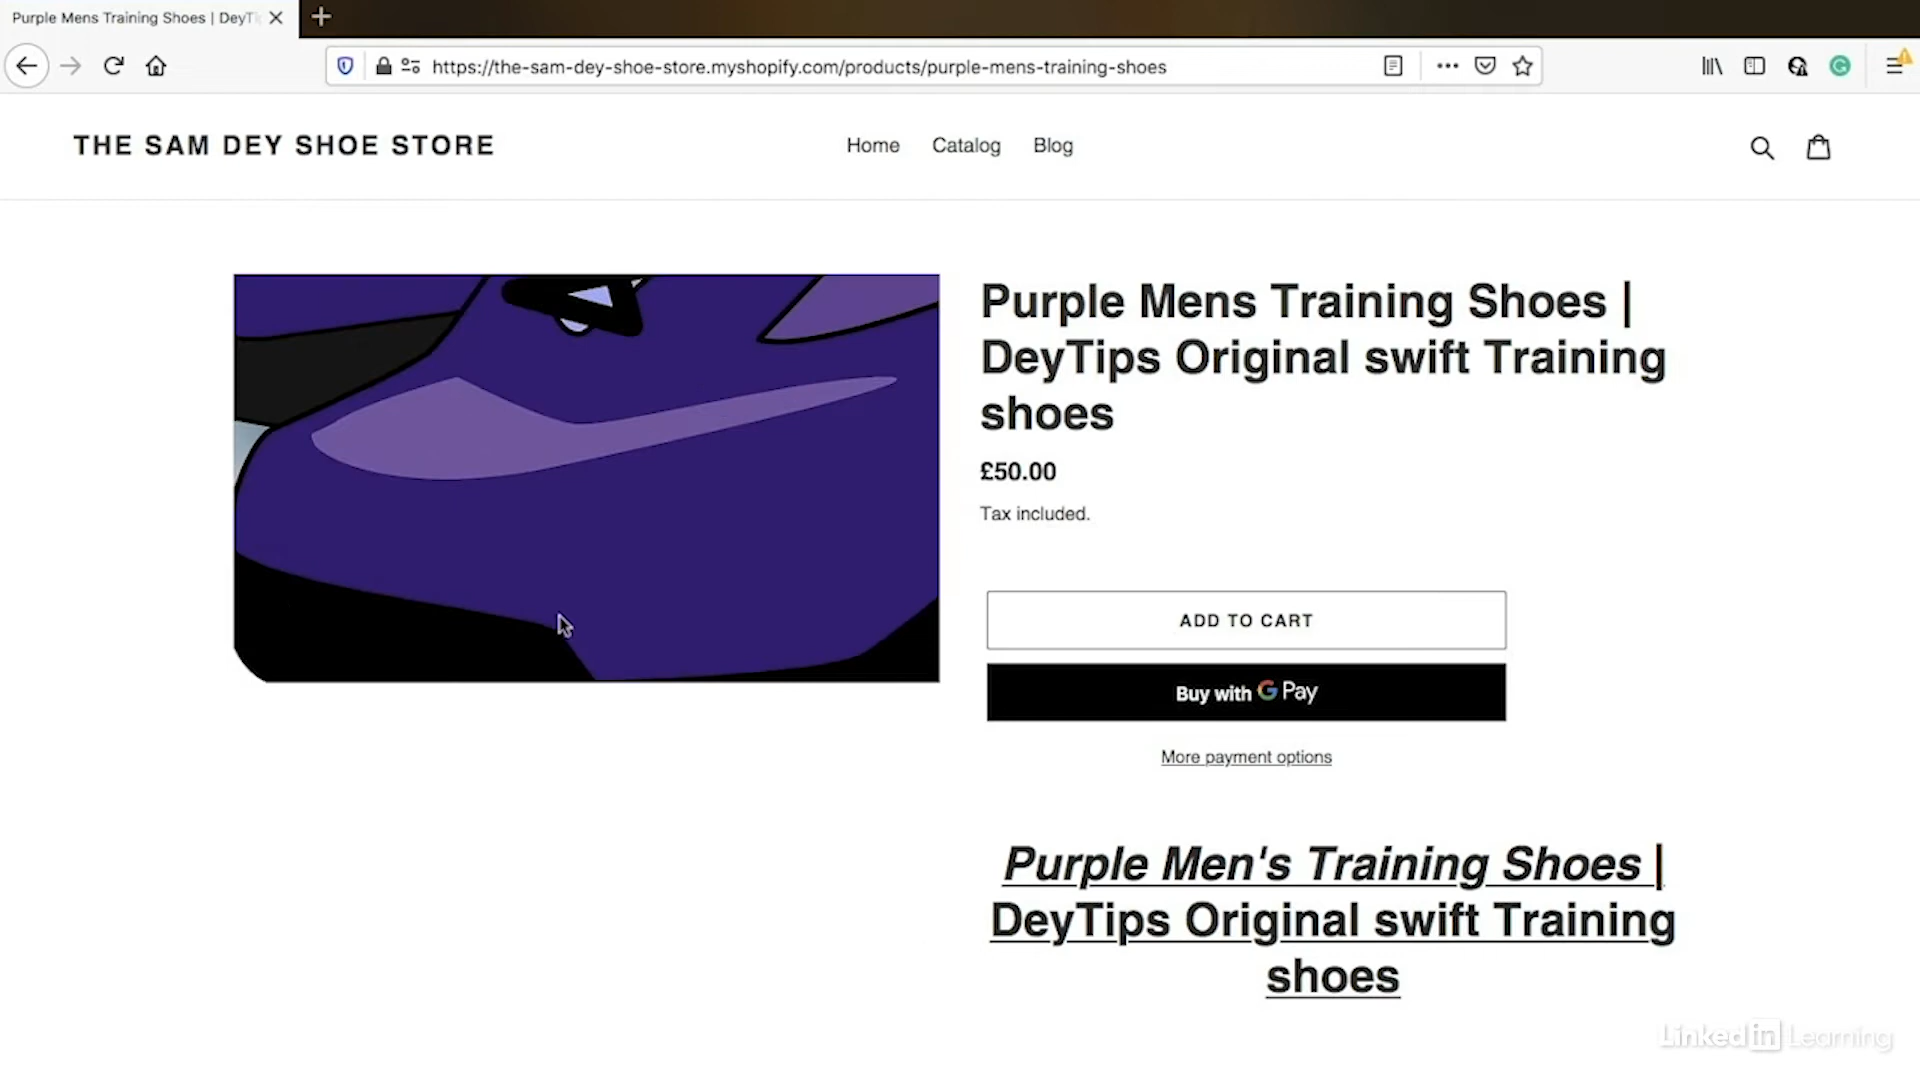 Purple Mens Training Shoes | DeyTi
https://the-sam-dey-shoe-store.myshopify.com/products/purple-mens-training-shoes
THE SAM DEY SHOE STORE
Home Catalog Blog
Purple Mens Training Shoes |
DeyTips Original swift Training
shoes
£50.00
Tax included.
ADD TO CART
Buy with G Pay
More payment options
Purple Men's Training Shoes |
DeyTips Original swift Training
shoes
Linked in Learning